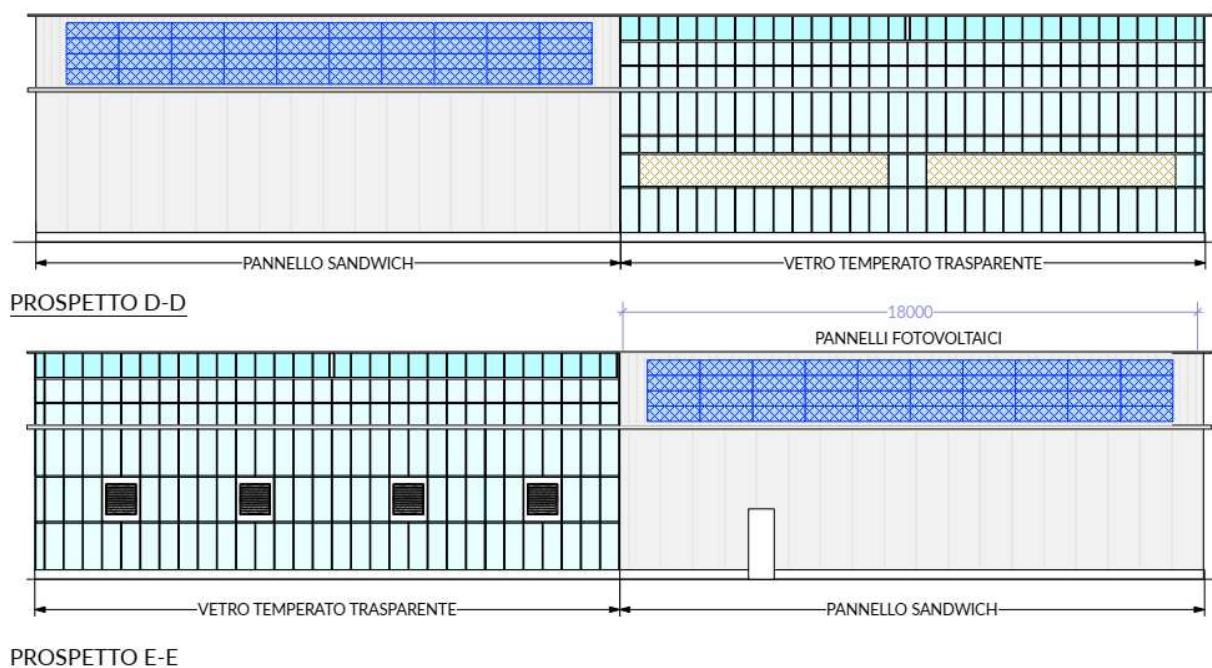 PANNELLO SANDWICH
VETRO TEMPERATO TRASPARENTE
PROSPETTO D-D
18000
PANNELLI FOTOVOLTAICI
VETRO TEMPERATO TRASPARENTE
PANNELLO SANDWICH
PROSPETTO E-E